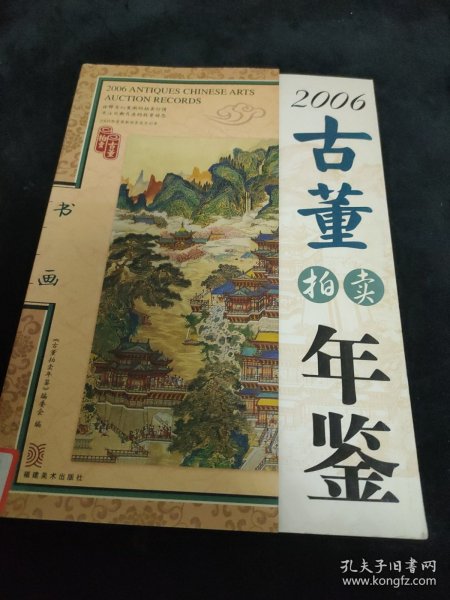 2006 ANTIQUES CHINESE ARTS
AUCTION RECORDS
2006
古董
拍卖
年鉴
书画
《古董拍卖年鉴》编委会 编
福建美术出版社
孔夫子旧书网
www.kongfz.com